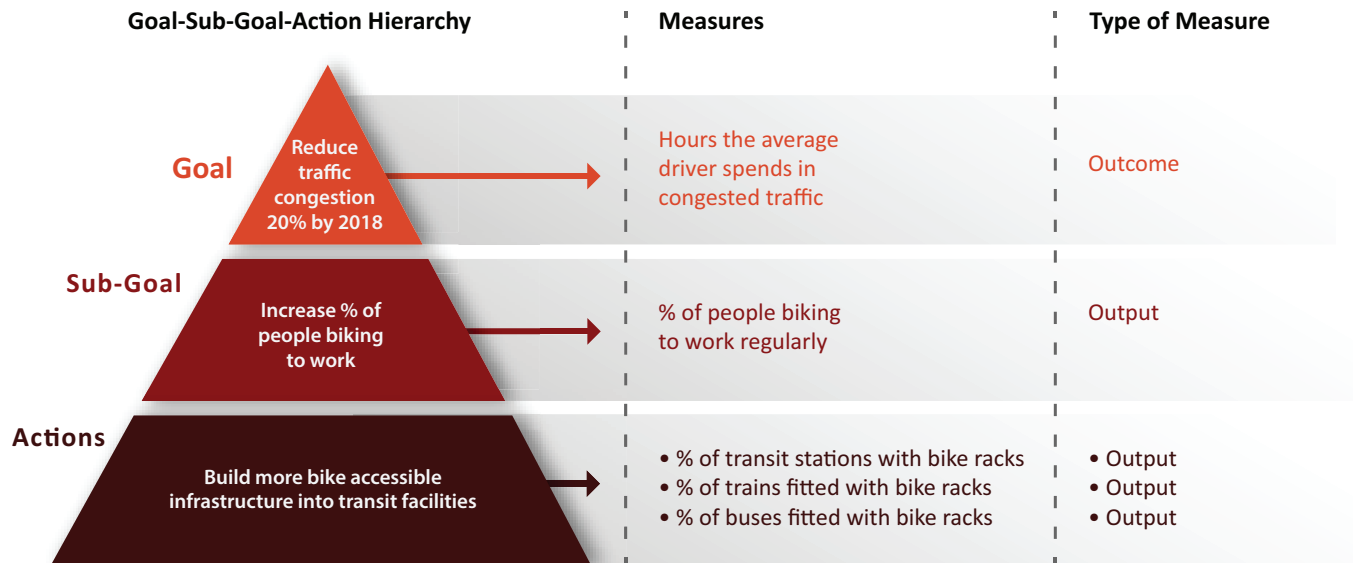 Goal-Sub-Goal-Action Hierarchy
Measures
Type of Measure
Goal
Reduce
traffic
congestion
20% by 2018
Hours the average
driver spends in
congested traffic
Outcome
Sub-Goal
Increase % of
people biking
to work
% of people biking
to work regularly
Output
Actions
Build more bike accessible
infrastructure into transit facilities
• % of transit stations with bike racks
• % of trains fitted with bike racks
• % of buses fitted with bike racks
• Output
• Output
• Output